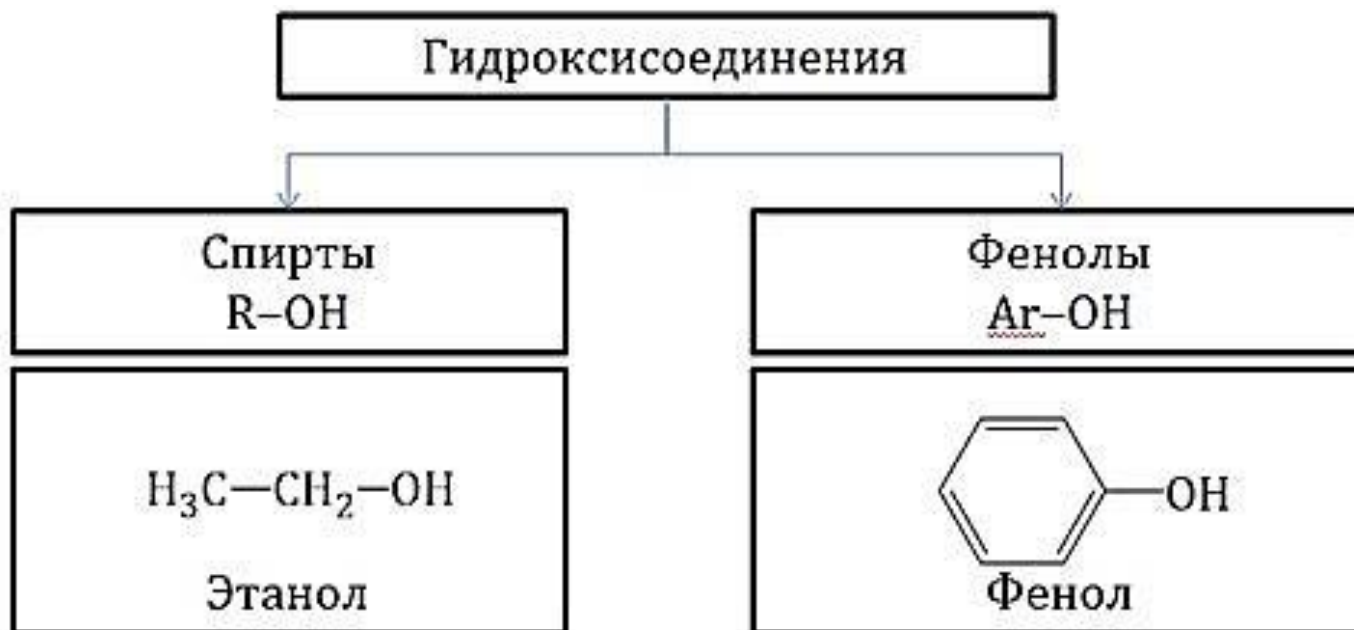 Гидроксисоединения
Спирты
R–OH
Фенолы
Ar–OH
H₃C—CH₂–OH
Этанол
OH
Фенол